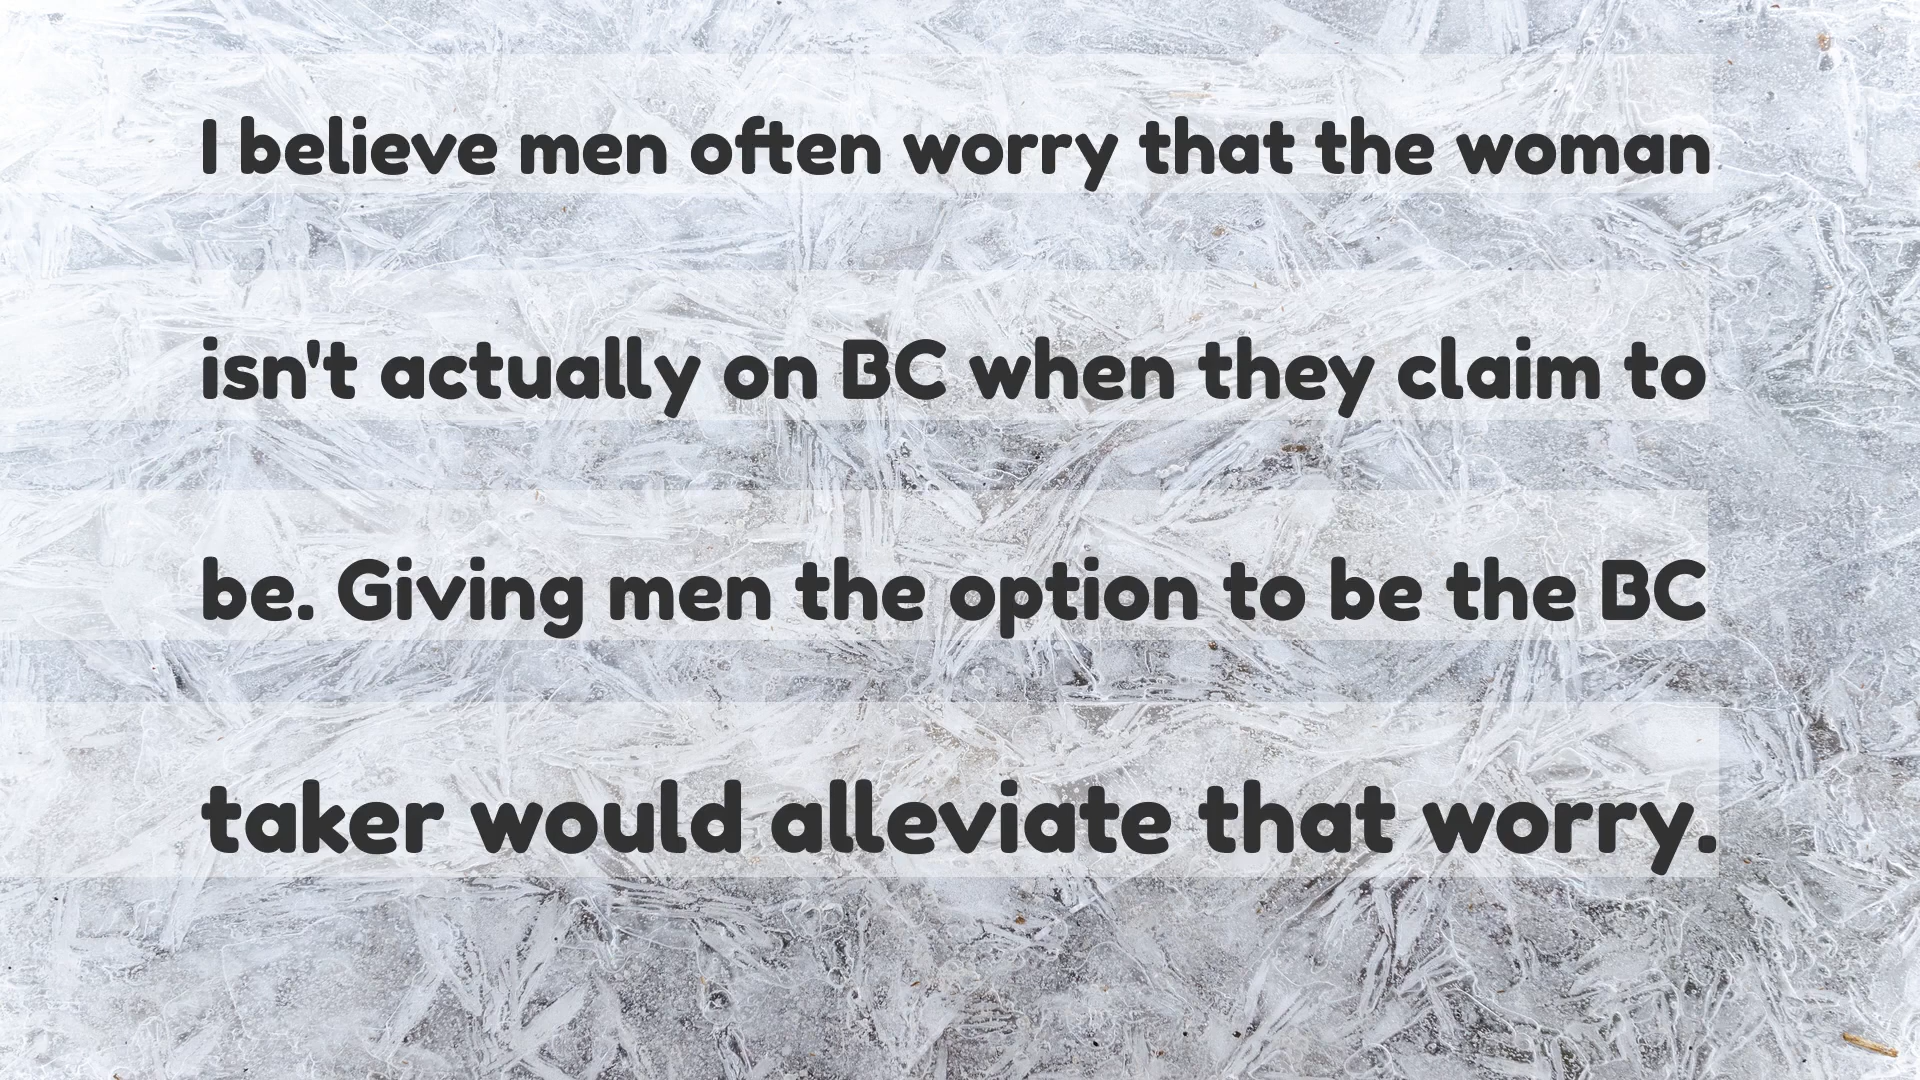 I believe men often worry that the woman
isn't actually on BC when they claim to
be. Giving men the option to be the BC
taker would alleviate that worry.